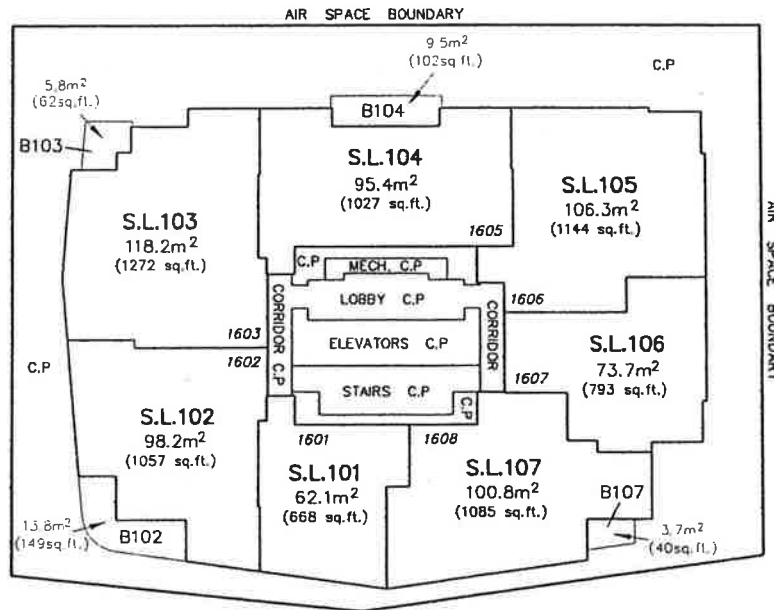 AIR SPACE BOUNDARY
9.5m²
(102sq.ft.)
C.P
5.8m²
(62sq.ft.)
B104
B103
S.L.104
95.4m²
(1027 sq.ft.)
S.L.105
106.3m²
(1144 sq.ft.)
S.L.103
118.2m²
(1272 sq.ft.)
1605
C.P
MECH. C.P
LOBBY C.P
CORRIDOR C.P
CORRIDOR
1606
AIR SPACE BOUNDARY
1603
1602
ELEVATORS C.P
S.L.106
73.7m²
(793 sq.ft.)
C.P
1607
STAIRS C.P
C.P
S.L.102
98.2m²
(1057 sq.ft.)
1601
1608
S.L.101
62.1m²
(668 sq.ft.)
S.L.107
100.8m²
(1085 sq.ft.)
B107
13.8m²
(149sq.ft.)
B102
3.7m²
(40sq.ft.)